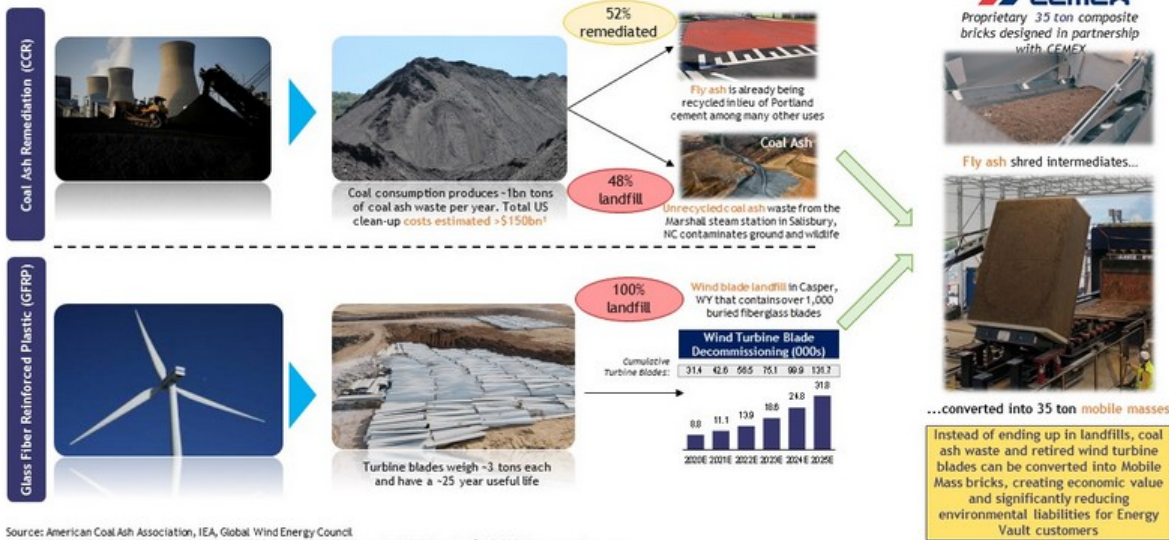 Coal Ash Remediation (CCR)
52%
remediated
Fly ash is already being
recycled in lieu of Portland
cement among many other uses
Coal Ash
Coal consumption produces ~1bn tons
of coal ash waste per year. Total US
clean-up costs estimated >$150bn¹
48%
landfill
Unrecycled coal ash waste from the
Marshall steam station in Salisbury,
NC contaminates ground and wildlife
Glass Fiber Reinforced Plastic (GFRP)
100%
landfill
Wind blade landfill in Casper,
WY that contains over 1,000
buried fiberglass blades
Turbine blades weigh ~3 tons each
and have a ~25 year useful life
Wind Turbine Blade
Decommissioning (000s)
Cumulative
Turbine Blades:
31.4 42.6 56.5 75.1 99.9 131.7
8.8 11.1 13.9 18.6 24.8 31.8
2020E 2021E 2022E 2023E 2024E 2025E
CEMEX
Proprietary 35 ton composite
bricks designed in partnership
with CEMEX
Fly ash shred intermediates...
...converted into 35 ton mobile masses
Instead of ending up in landfills, coal
ash waste and retired wind turbine
blades can be converted into Mobile
Mass bricks, creating economic value
and significantly reducing
environmental liabilities for Energy
Vault customers
Source: American Coal Ash Association, IEA, Global Wind Energy Council